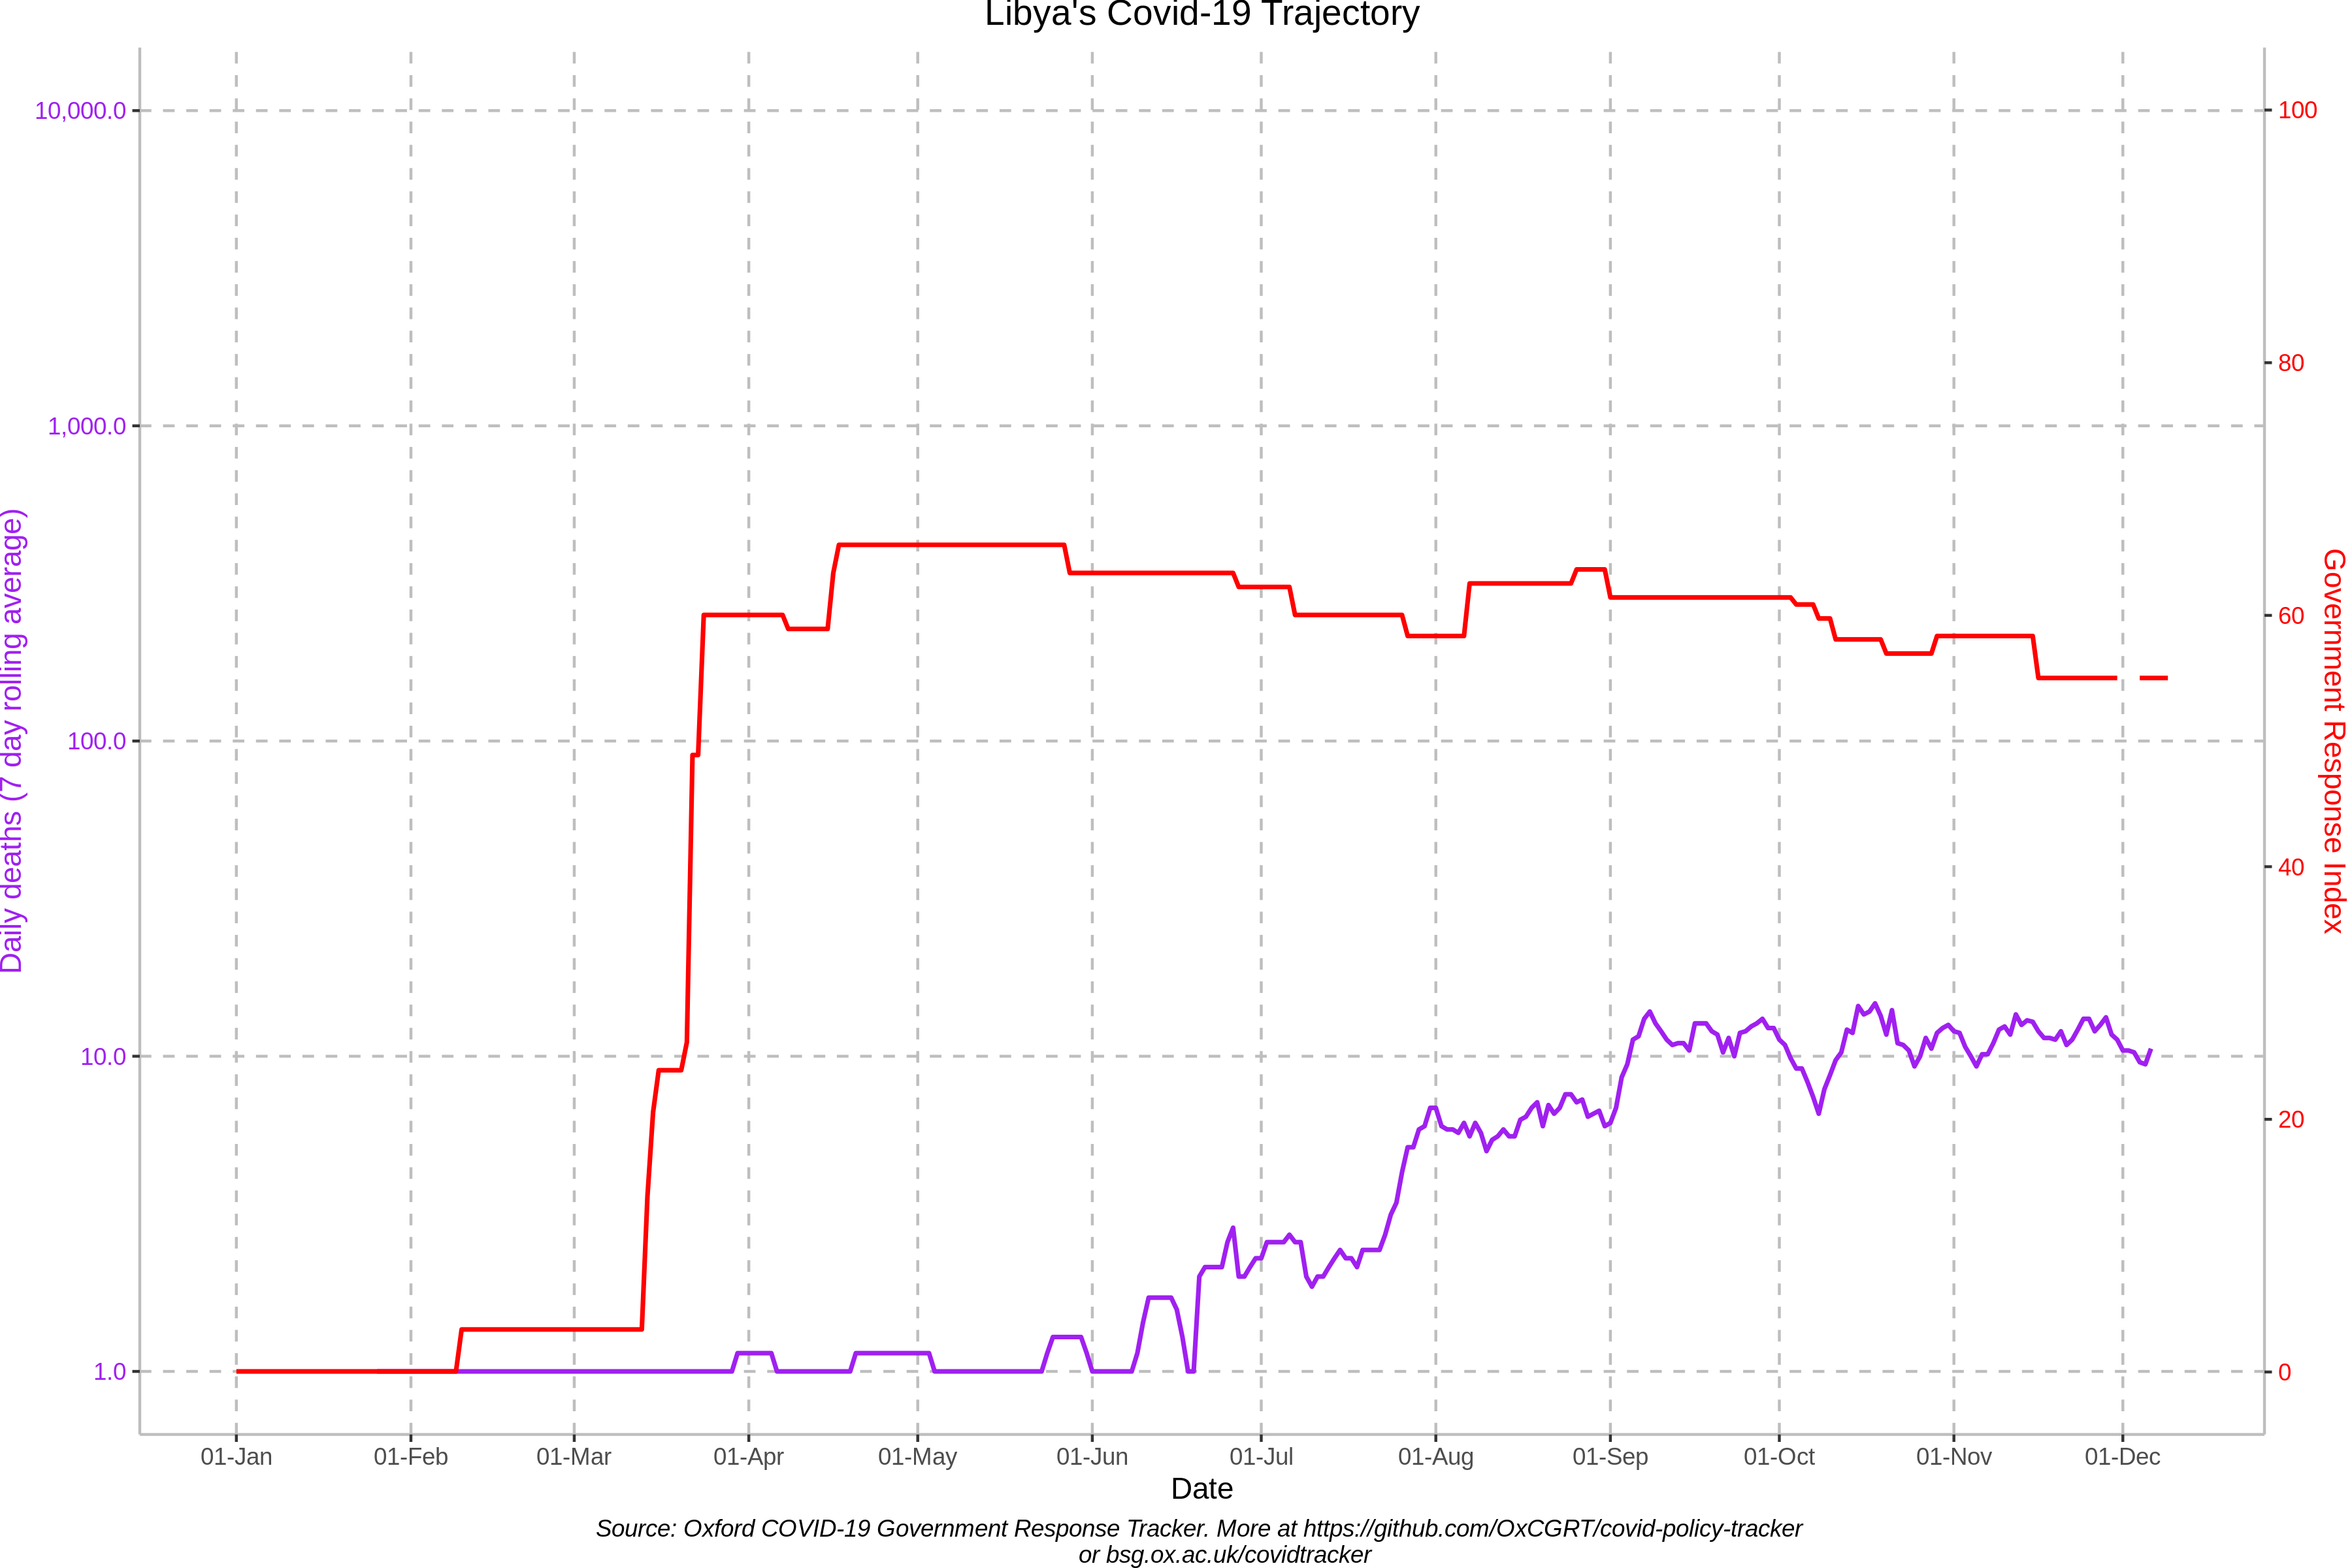 Libya's Covid-19 Trajectory
10,000.0
1,000.0
100.0
10.0
1.0
Daily deaths (7 day rolling average)
100
80
60
40
20
0
Government Response Index
01-Jan 01-Feb 01-Mar 01-Apr 01-May 01-Jun 01-Jul 01-Aug 01-Sep 01-Oct 01-Nov 01-Dec
Date
Source: Oxford COVID-19 Government Response Tracker. More at https://github.com/OxCGRT/covid-policy-tracker
or bsg.ox.ac.uk/covidtracker